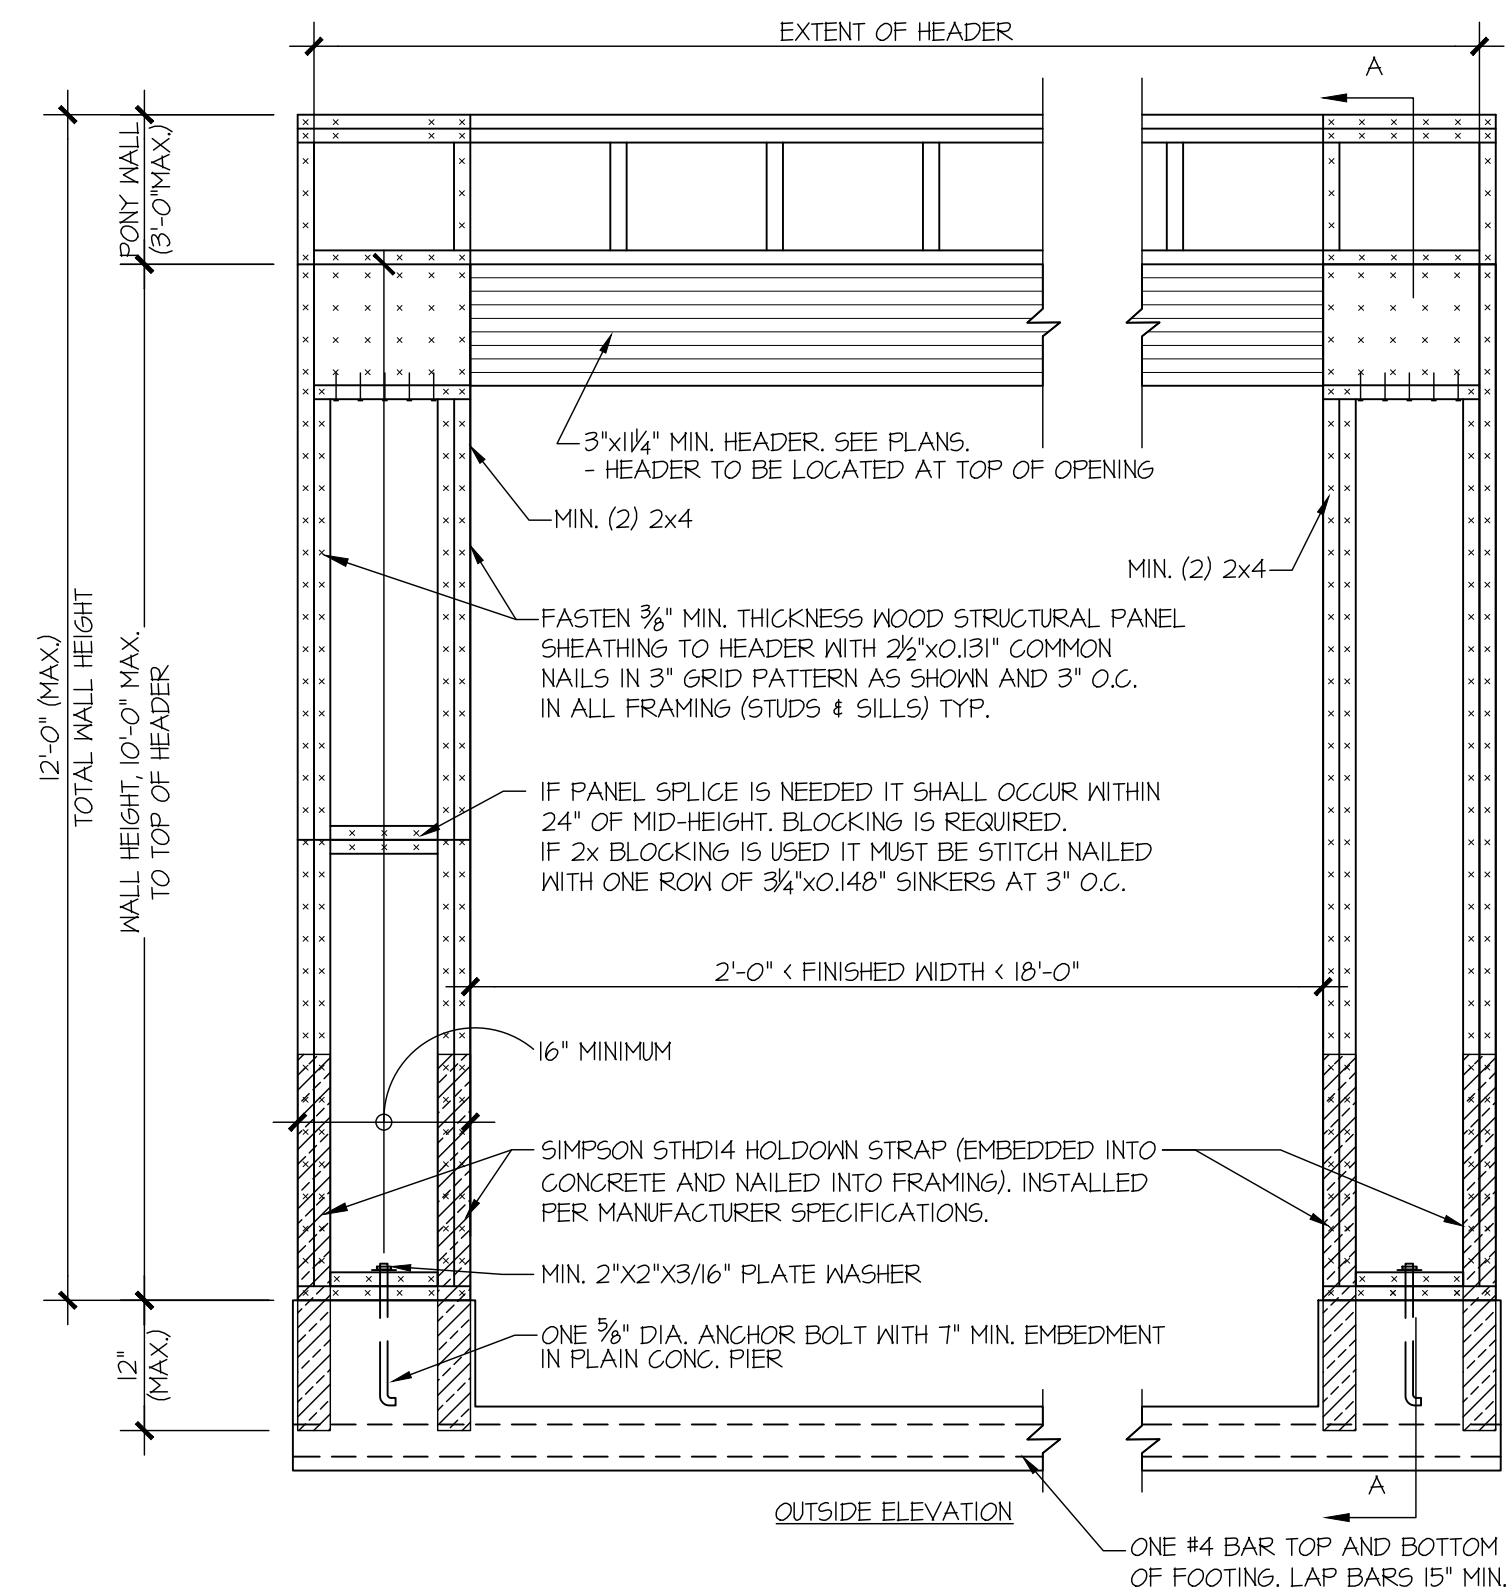 EXTENT OF HEADER
A
PONY WALL
(3'-0"MAX.)
12'-0" (MAX.)
TOTAL WALL HEIGHT
WALL HEIGHT, 10'-0" MAX.
TO TOP OF HEADER
3"x11¼" MIN. HEADER. SEE PLANS.
- HEADER TO BE LOCATED AT TOP OF OPENING
MIN. (2) 2x4
MIN. (2) 2x4
FASTEN ⅜" MIN. THICKNESS WOOD STRUCTURAL PANEL
SHEATHING TO HEADER WITH 2½"x0.131" COMMON
NAILS IN 3" GRID PATTERN AS SHOWN AND 3" O.C.
IN ALL FRAMING (STUDS & SILLS) TYP.
IF PANEL SPLICE IS NEEDED IT SHALL OCCUR WITHIN
24" OF MID-HEIGHT. BLOCKING IS REQUIRED.
IF 2x BLOCKING IS USED IT MUST BE STITCH NAILED
WITH ONE ROW OF 3¼"x0.148" SINKERS AT 3" O.C.
2'-0" < FINISHED WIDTH < 18'-0"
16" MINIMUM
SIMPSON STHD14 HOLDOWN STRAP (EMBEDDED INTO
CONCRETE AND NAILED INTO FRAMING). INSTALLED
PER MANUFACTURER SPECIFICATIONS.
MIN. 2"X2"X3/16" PLATE WASHER
12"
(MAX.)
ONE ⅝" DIA. ANCHOR BOLT WITH 7" MIN. EMBEDMENT
IN PLAIN CONC. PIER
A
OUTSIDE ELEVATION
ONE #4 BAR TOP AND BOTTOM
OF FOOTING. LAP BARS 15" MIN.